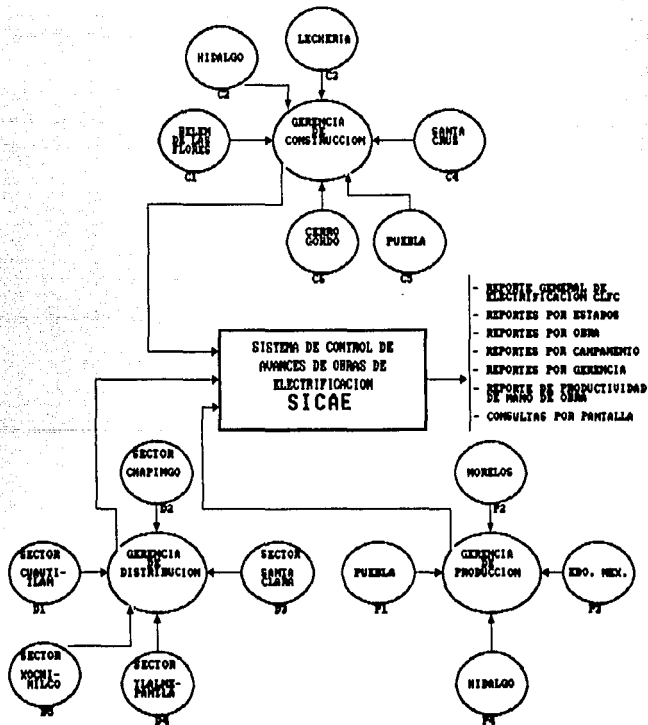 LECHERIA
C3
HIDALGO
C2
GERENCIA
DE
CONSTRUCCION
BELEM
DE LAS
FLORES
C1
SANTA
CRUZ
C4
CERRO
GORDO
PUEBLA
C5
- REPORTE GENERAL DE
ELECTRIFICACION CLFC
- REPORTES POR ESTADOS
- REPORTES POR OBRA
- REPORTES POR CAMPAMENTO
- REPORTES POR GERENCIA
- REPORTE DE PRODUCTIVIDAD
DE MANO DE OBRA
- CONSULTAS POR PANTALLA
SISTEMA DE CONTROL DE
AVANCES DE OBRAS DE
ELECTRIFICACION
SICAE
SECTOR
CHAPINGO
D2
SECTOR
CUAUTI-
TLAN
D1
GERENCIA
DE
DISTRIBUCION
SECTOR
SANTA
CLARA
D3
SECTOR
XOCHI-
MILCO
D5
SECTOR
TLALNE-
PANTLA
D4
MORELOS
P2
PUEBLA
P1
GERENCIA
DE
PRODUCCION
EDO. MEX.
P3
HIDALGO
P4